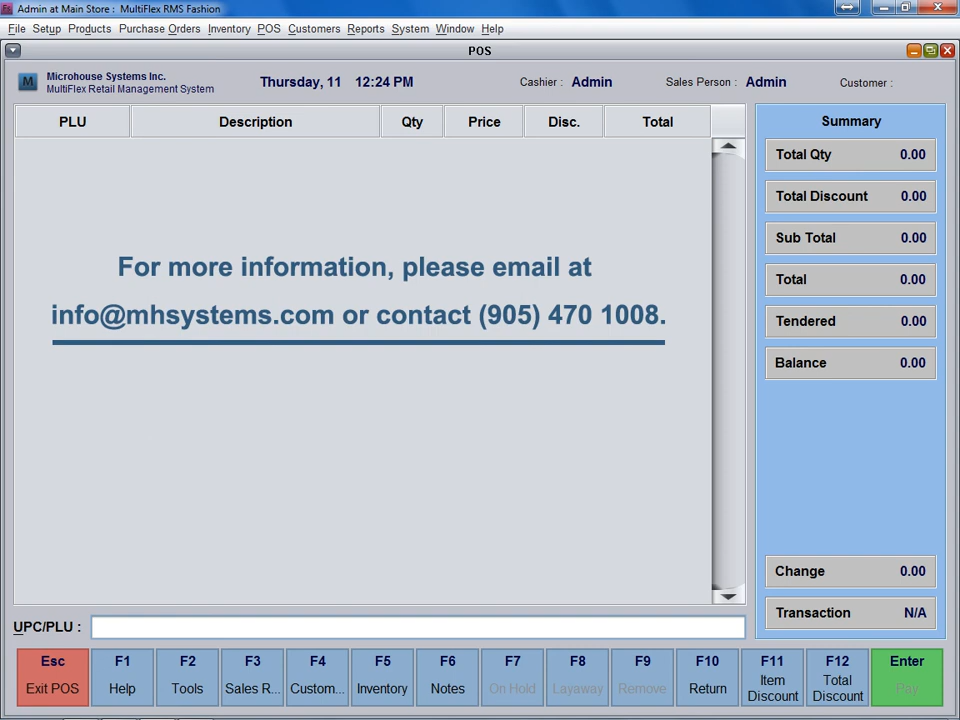 Admin at Main Store : MultiFlex RMS Fashion
File Setup Products Purchase Orders Inventory POS Customers Reports System Window Help
POS
M
Microhouse Systems Inc.
MultiFlex Retail Management System
Thursday, 11 12:24 PM
Cashier : Admin
Sales Person : Admin
Customer :
PLU Description Qty Price Disc. Total
For more information, please email at
info@mhsystems.com or contact (905) 470 1008.
Summary
Total Qty 0.00
Total Discount 0.00
Sub Total 0.00
Total 0.00
Tendered 0.00
Balance 0.00
Change 0.00
Transaction N/A
UPC/PLU :
Esc F1 F2 F3 F4 F5 F6 F7 F8 F9 F10 F11 F12 Enter
Exit POS Help Tools Sales R... Custom... Inventory Notes On Hold Layaway Remove Return Item Discount Total Discount Pay